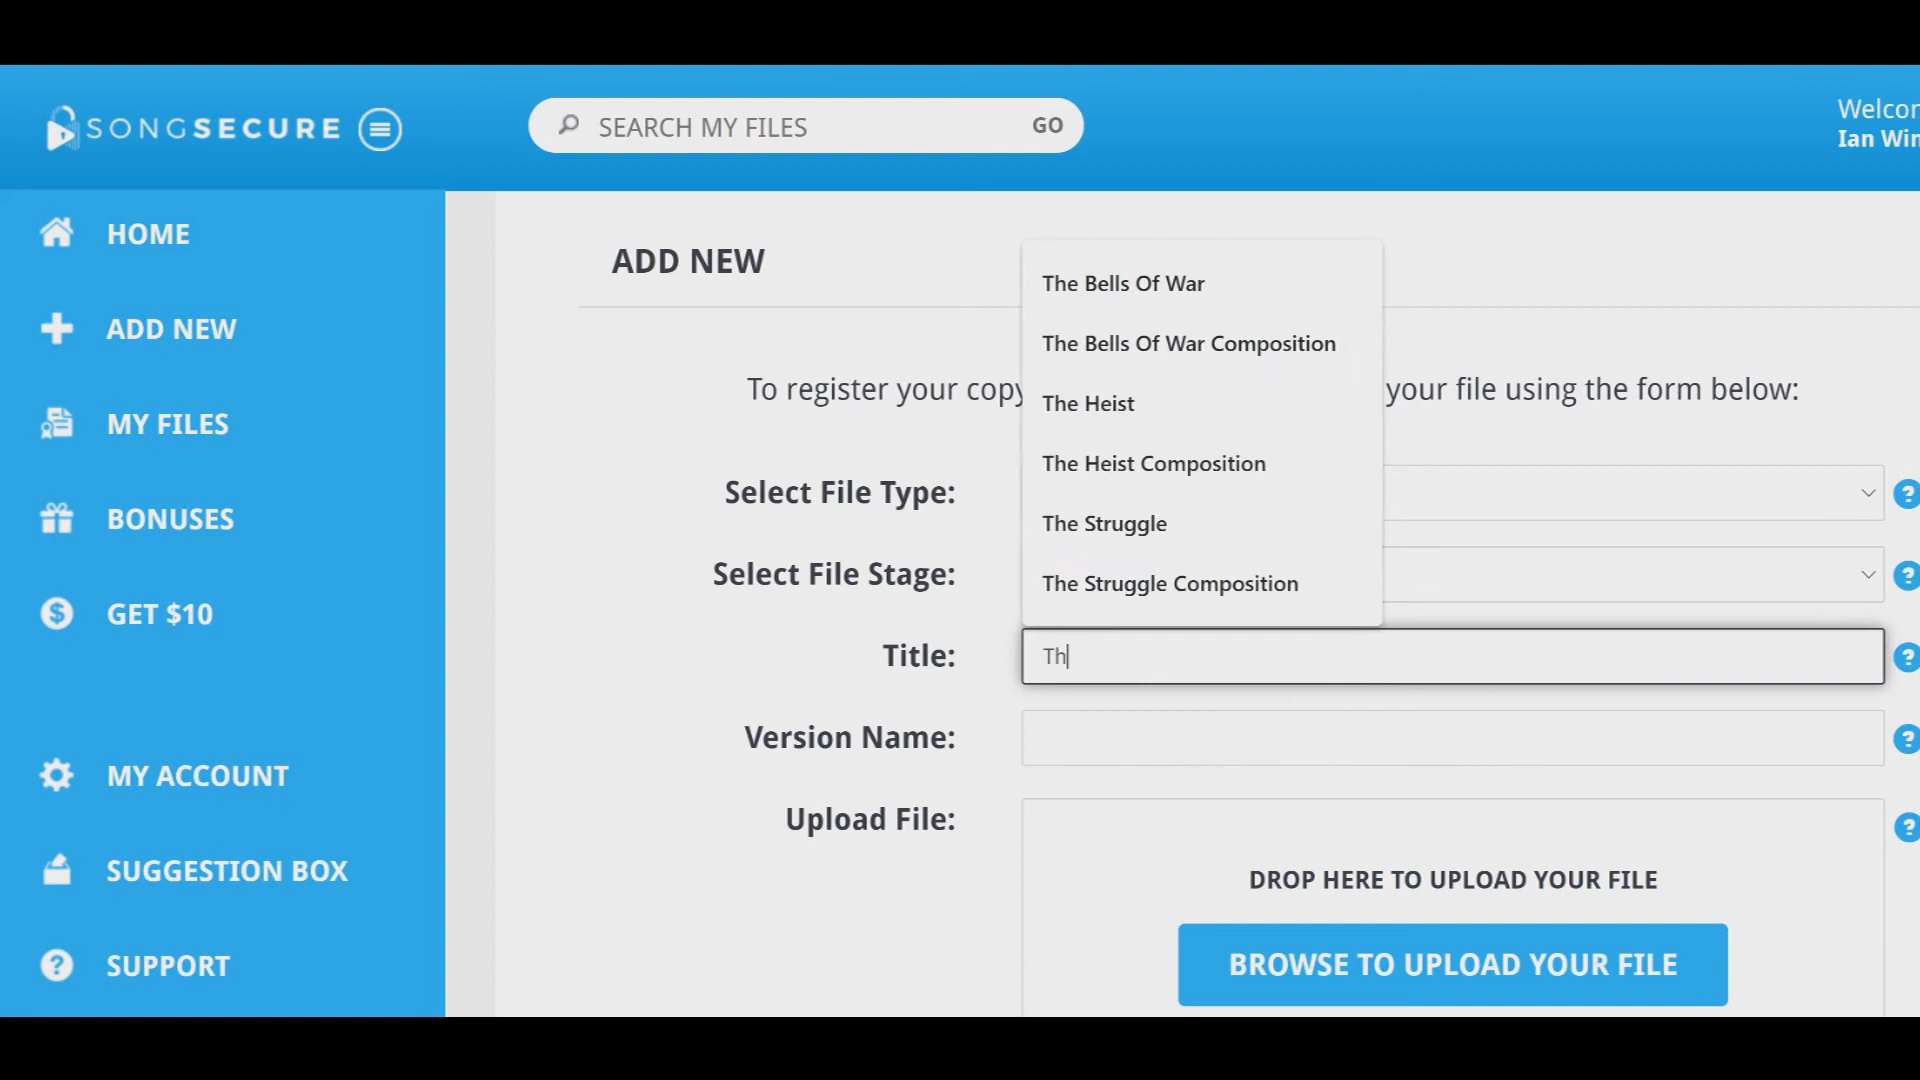 SONGSECURE
SEARCH MY FILES
GO
Welcom
Ian Win
HOME
ADD NEW
MY FILES
BONUSES
GET $10
MY ACCOUNT
SUGGESTION BOX
SUPPORT
ADD NEW
The Bells Of War
The Bells Of War Composition
The Heist
The Heist Composition
The Struggle
The Struggle Composition
To register your copy your file using the form below:
Select File Type:
?
Select File Stage:
?
Title:
Th
?
Version Name:
?
Upload File:
?
DROP HERE TO UPLOAD YOUR FILE
BROWSE TO UPLOAD YOUR FILE